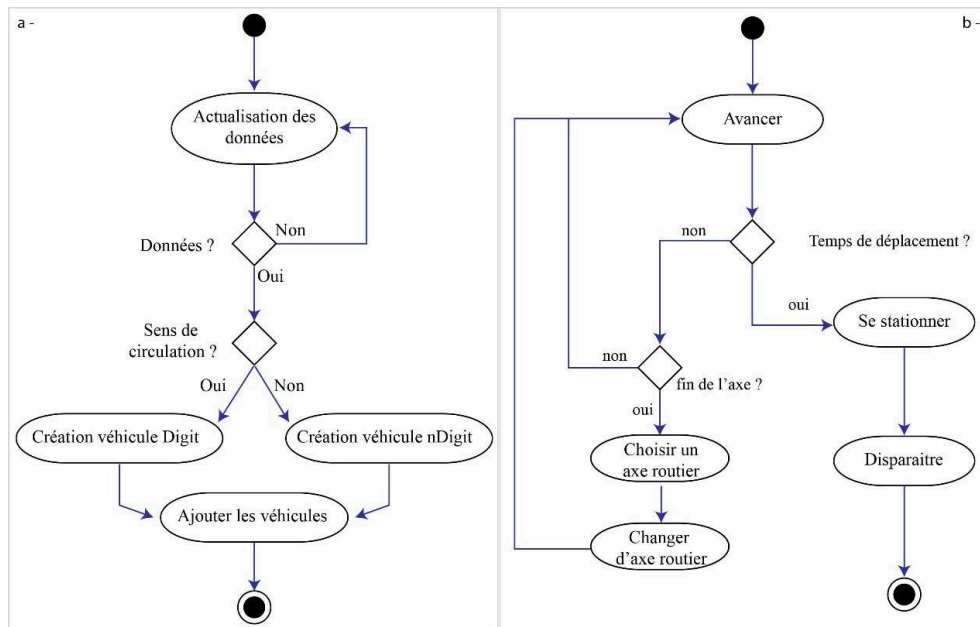 a -
Actualisation des
données
Non
Données ?
Oui
Sens de
circulation ?
Oui
Non
Création véhicule Digit
Création véhicule nDigit
Ajouter les véhicules
b -
Avancer
non
Temps de déplacement ?
oui
Se stationner
non
fin de l'axe ?
oui
Choisir un
axe routier
Disparaitre
Changer
d'axe routier